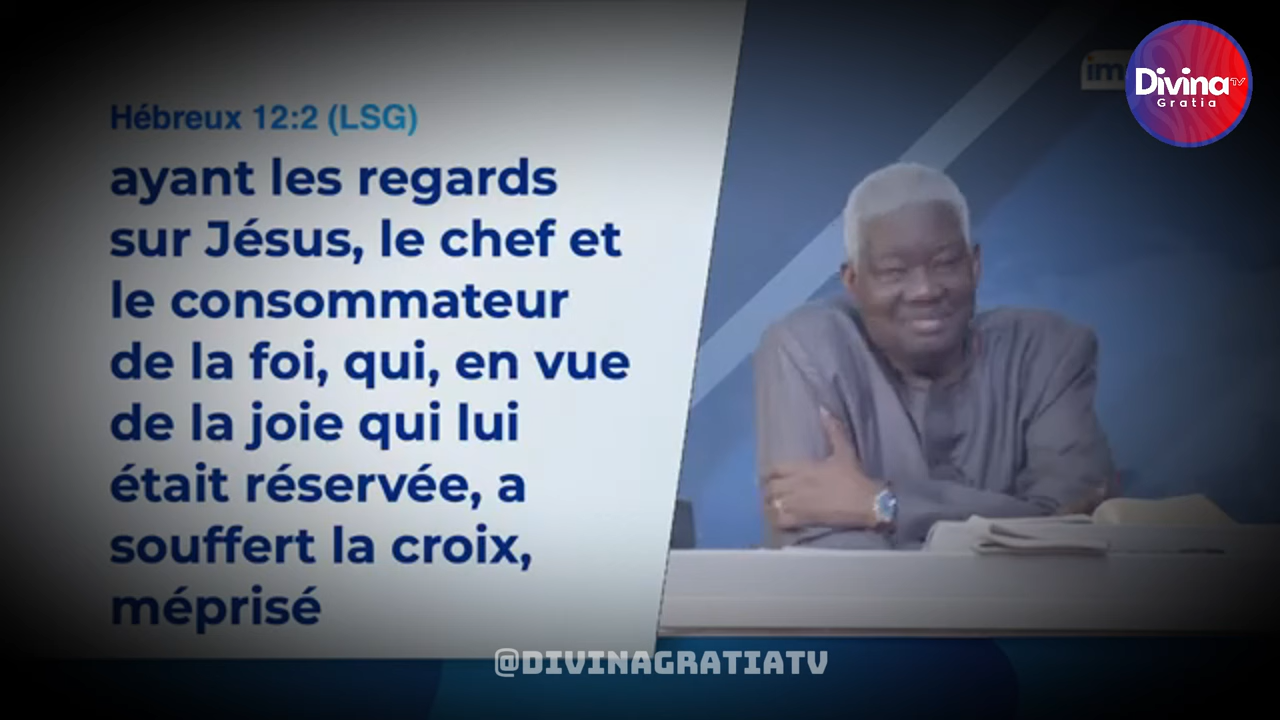 Hébreux 12:2 (LSG)
ayant les regards
sur Jésus, le chef et
le consommateur
de la foi, qui, en vue
de la joie qui lui
était réservée, a
souffert la croix,
méprisé
Divina TV
Gratia
@DIVINAGRATIATV